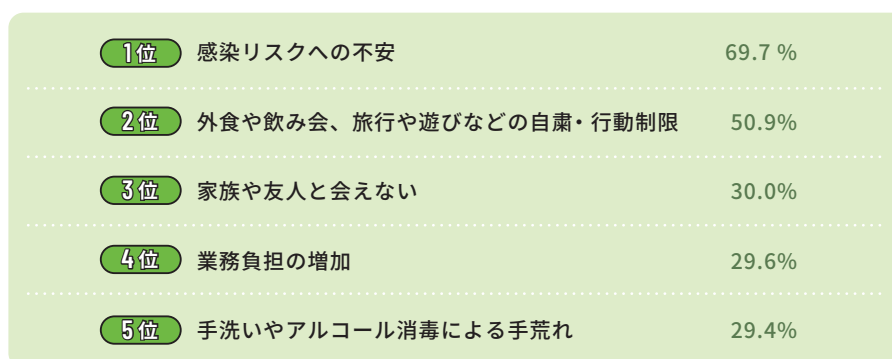 1位 感染リスクへの不安 69.7 %
2位 外食や飲み会、旅行や遊びなどの自粛・行動制限 50.9%
3位 家族や友人と会えない 30.0%
4位 業務負担の増加 29.6%
5位 手洗いやアルコール消毒による手荒れ 29.4%